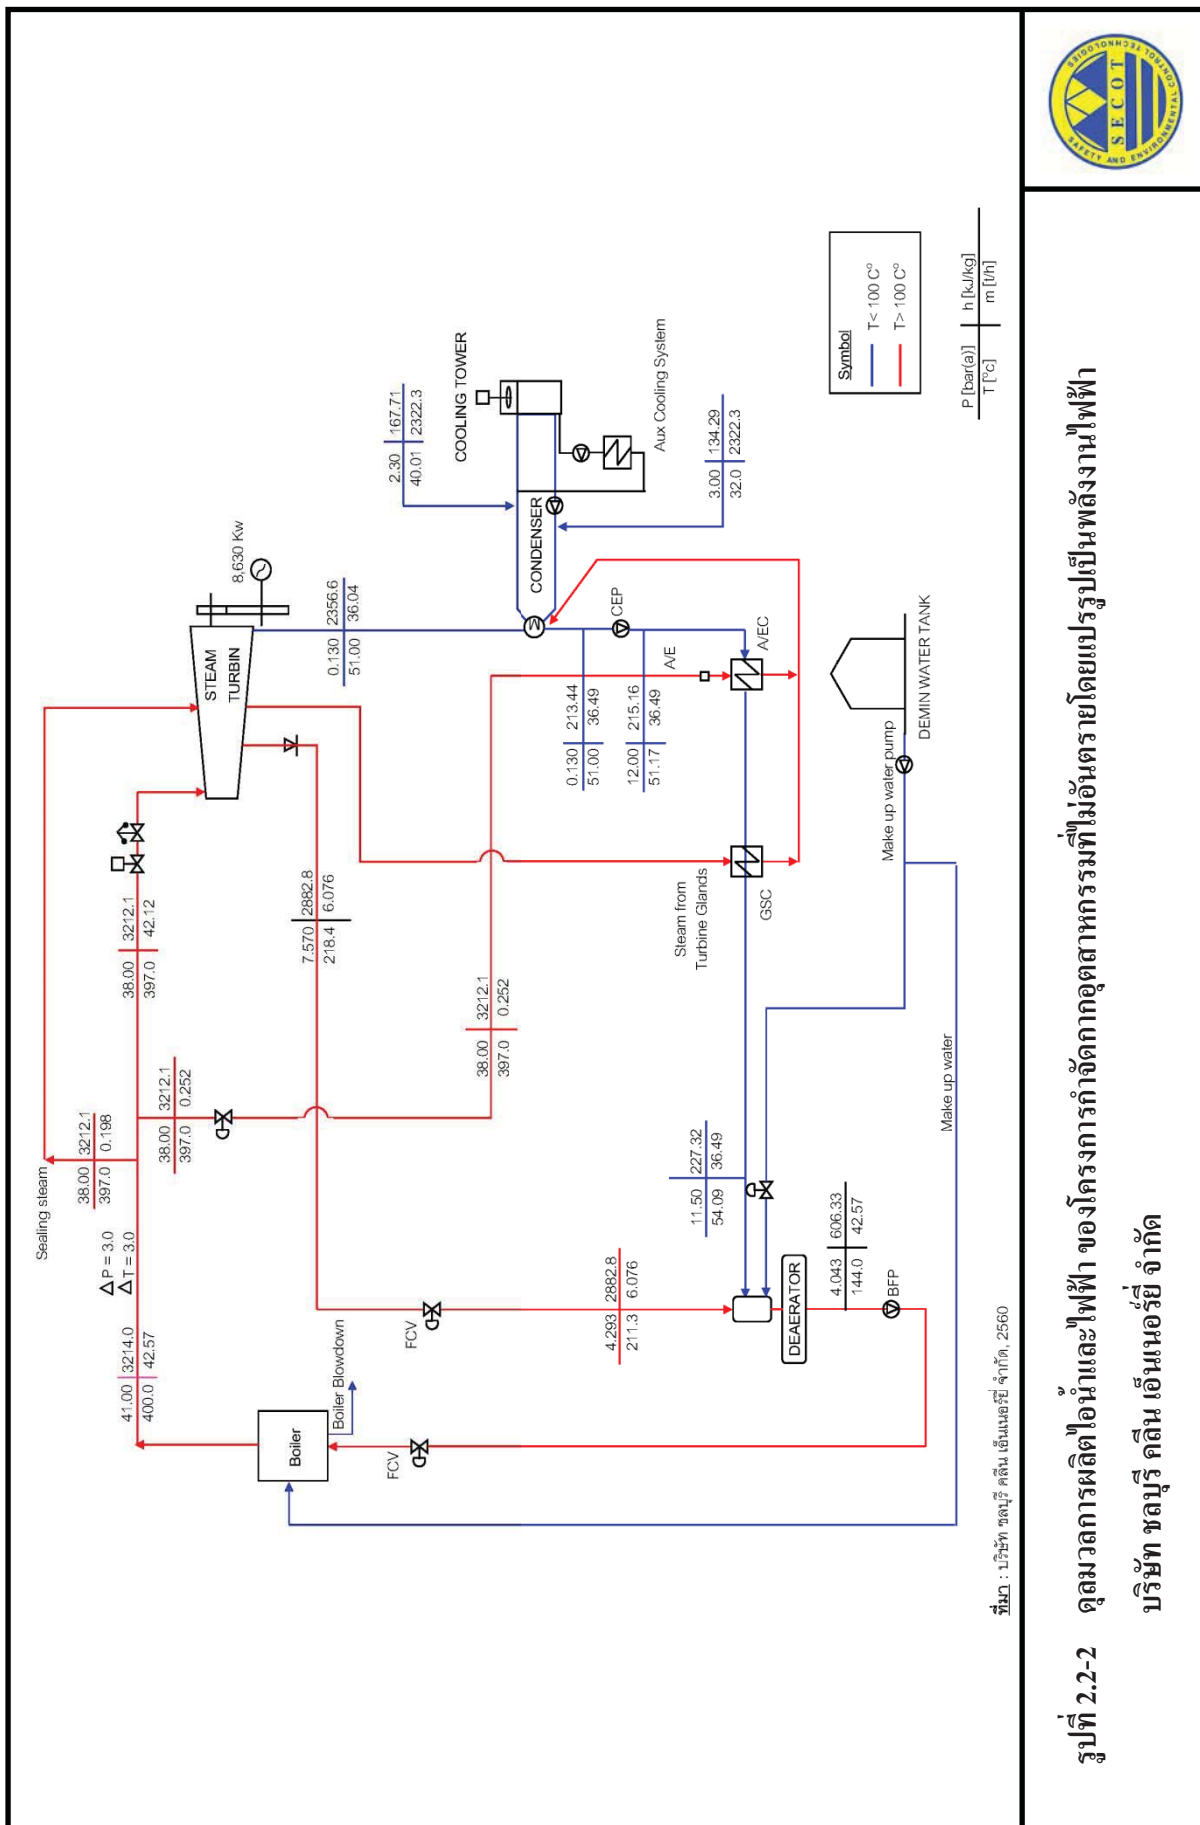 Sealing steam
38.00 3212.1
397.0 0.198
△P = 3.0
△T = 3.0
41.00 3214.0
400.0 42.57
38.00 3212.1
397.0 0.252
38.00 3212.1
397.0 42.12
STEAM
TURBIN
8,630 Kw
Boiler
Boiler Blowdown
FCV
FCV
7.570 2882.8
218.4 6.076
0.130 2356.6
51.00 36.04
COOLING TOWER
2.30 167.71
40.01 2322.3
CONDENSER
Aux Cooling System
3.00 134.29
32.0 2322.3
38.00 3212.1
397.0 0.252
0.130 213.44
51.00 36.49
CEP
12.00 215.16
51.17 36.49
A/E
A/EC
Steam from
Turbine Glands
GSC
4.293 2882.8
211.3 6.076
11.50 227.32
54.09 36.49
DEAERATOR
4.043 606.33
144.0 42.57
BFP
Make up water pump
DEMIN WATER TANK
Make up water
Symbol
T< 100 C°
T> 100 C°
P [bar(a)] h [kJ/kg]
T [°c] m [t/h]
ที่มา : บริษัท ชลบุรี คลีน เอ็นเนอร์ยี่ จำกัด, 2560
รูปที่ 2.2-2 ดุลมวลการผลิตไอน้ำและไฟฟ้า ของโครงการกำจัดกากอุตสาหกรรมที่ไม่อันตรายโดยแปรรูปเป็นพลังงานไฟฟ้า
บริษัท ชลบุรี คลีน เอ็นเนอร์ยี่ จำกัด
SECOT
SAFETY AND ENVIRONMENTAL CONTROL TECHNOLOGIES